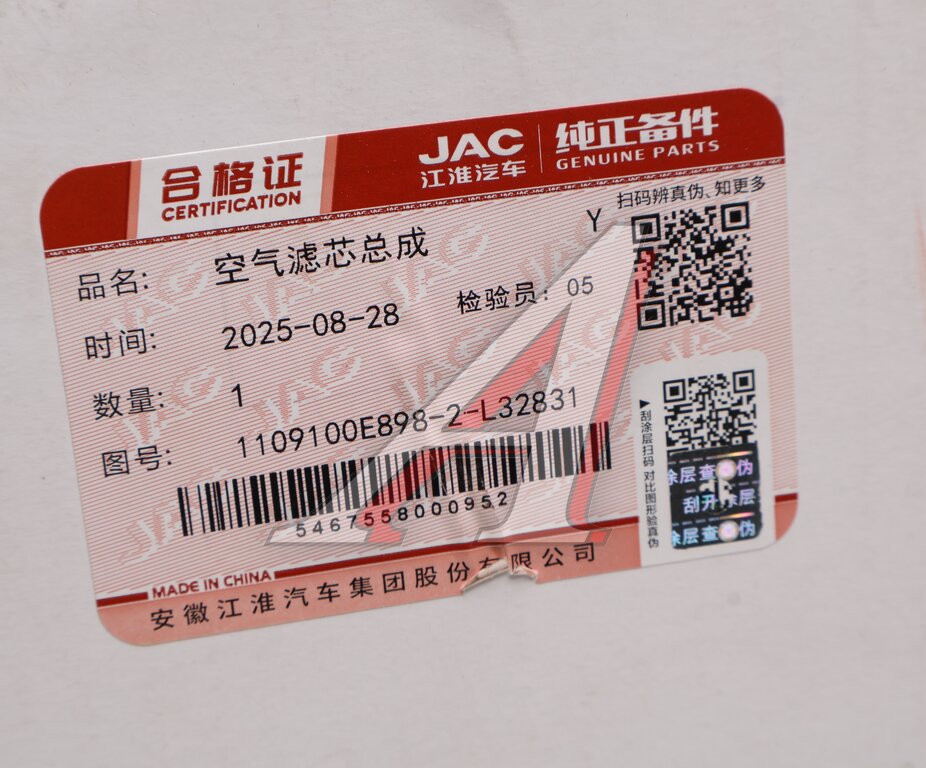 合格证
CERTIFICATION
JAC
江淮汽车
纯正备件
GENUINE PARTS
扫码辨真伪、知更多
品名: 空气滤芯总成 Y
时间: 2025-08-28 检验员: 05
数量: 1
图号: 1109100E898-2-L32831
5467558000952
▲刮涂层扫码 对比图形验真伪
涂层查 伪
刮开涂层
涂层查 伪
MADE IN CHINA
安徽江淮汽车集团股份有限公司